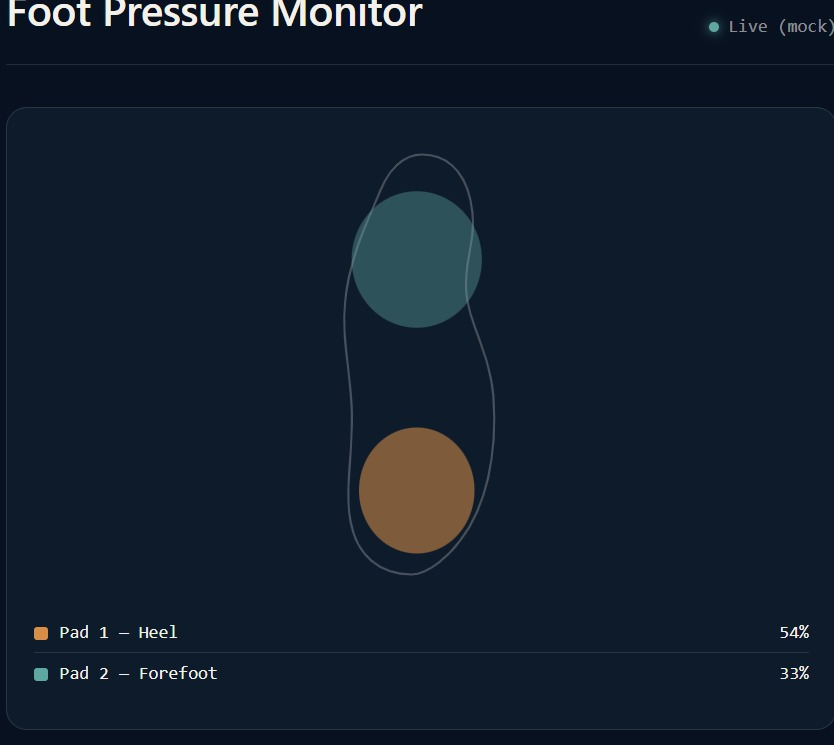 Foot Pressure Monitor
Live (mock)
Pad 1 — Heel 54%
Pad 2 — Forefoot 33%